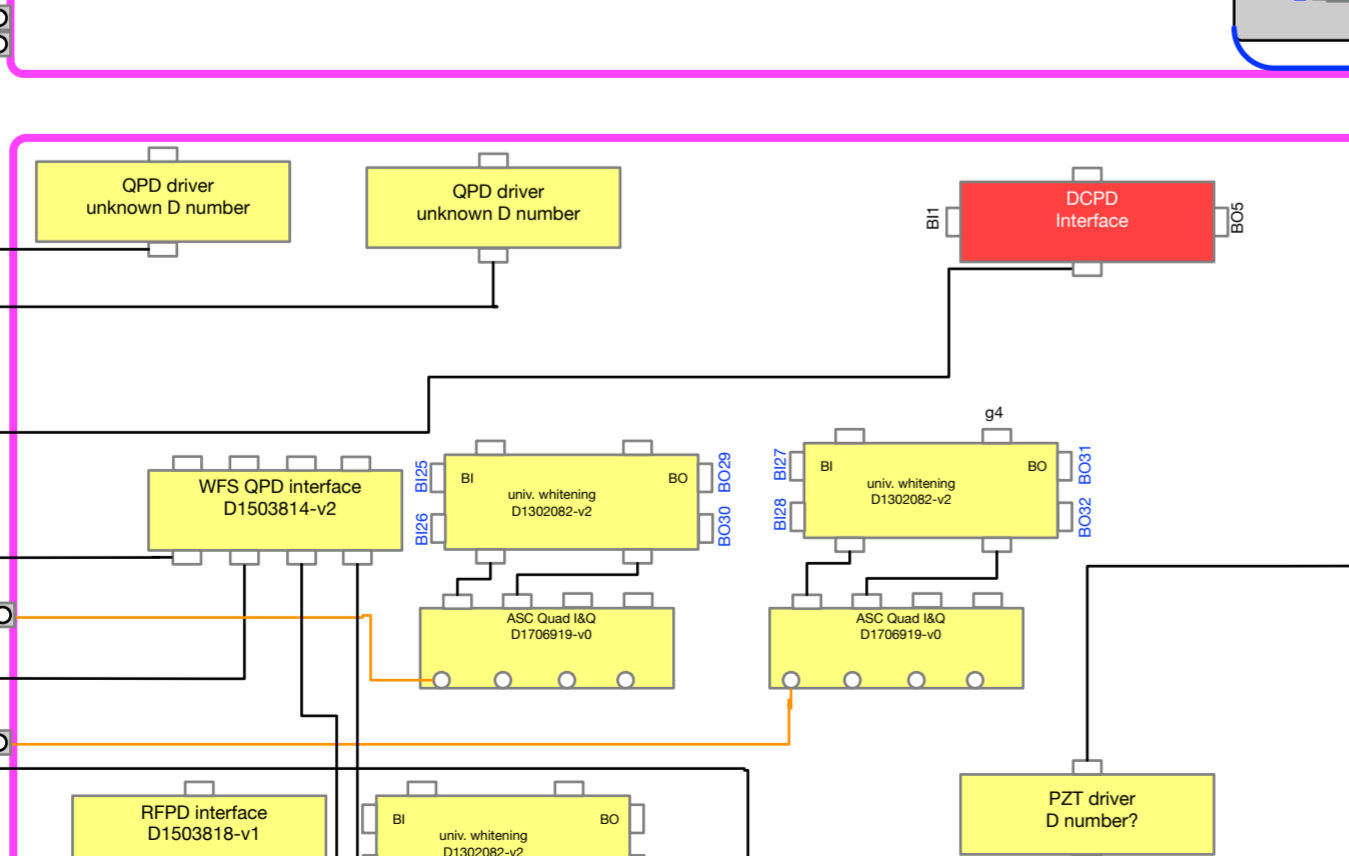 QPD driver
unknown D number
QPD driver
unknown D number
DCPD
Interface
BI1
BO5
g4
WFS QPD interface
D1503814-v2
BI25
BI26
BI
univ. whitening
D1302082-v2
BO
BO29
BO30
BI27
BI28
BI
univ. whitening
D1302082-v2
BO
BO31
BO32
ASC Quad I&Q
D1706919-v0
ASC Quad I&Q
D1706919-v0
RFPD interface
D1503818-v1
BI
univ. whitening
D1302082-v2
BO
PZT driver
D number?